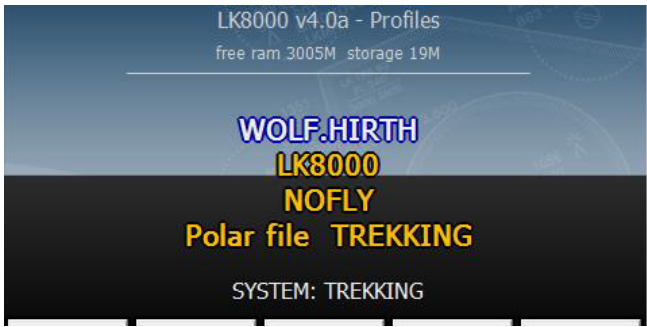 LK8000 v4.0a - Profiles
free ram 3005M storage 19M
WOLF.HIRTH
LK8000
NOFLY
Polar file TREKKING
SYSTEM: TREKKING